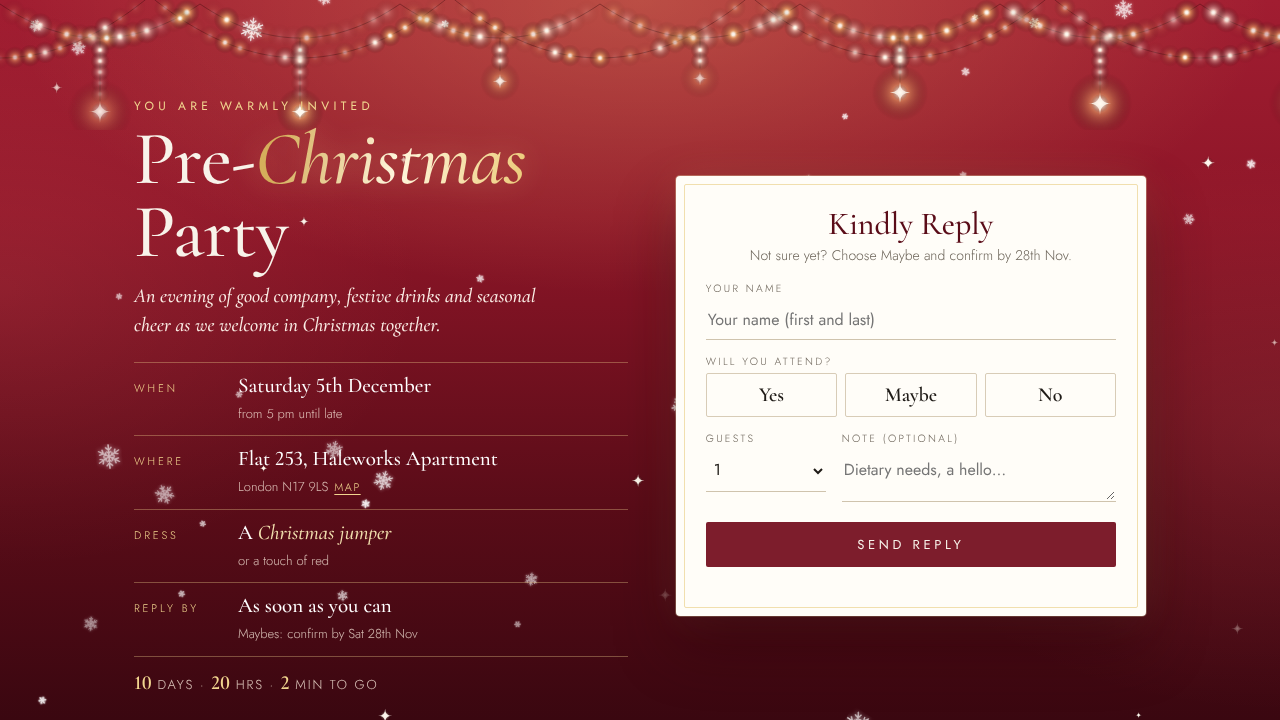 YOU ARE WARMLY INVITED
Pre-Christmas
Party
An evening of good company, festive drinks and seasonal
cheer as we welcome in Christmas together.
WHEN
Saturday 5th December
from 5 pm until late
WHERE
Flat 253, Haleworks Apartment
London N17 9LS MAP
DRESS
A Christmas jumper
or a touch of red
REPLY BY
As soon as you can
Maybes: confirm by Sat 28th Nov
10 DAYS · 20 HRS · 2 MIN TO GO
Kindly Reply
Not sure yet? Choose Maybe and confirm by 28th Nov.
YOUR NAME
Your name (first and last)
WILL YOU ATTEND?
Yes Maybe No
GUESTS NOTE (OPTIONAL)
1 Dietary needs, a hello...
SEND REPLY